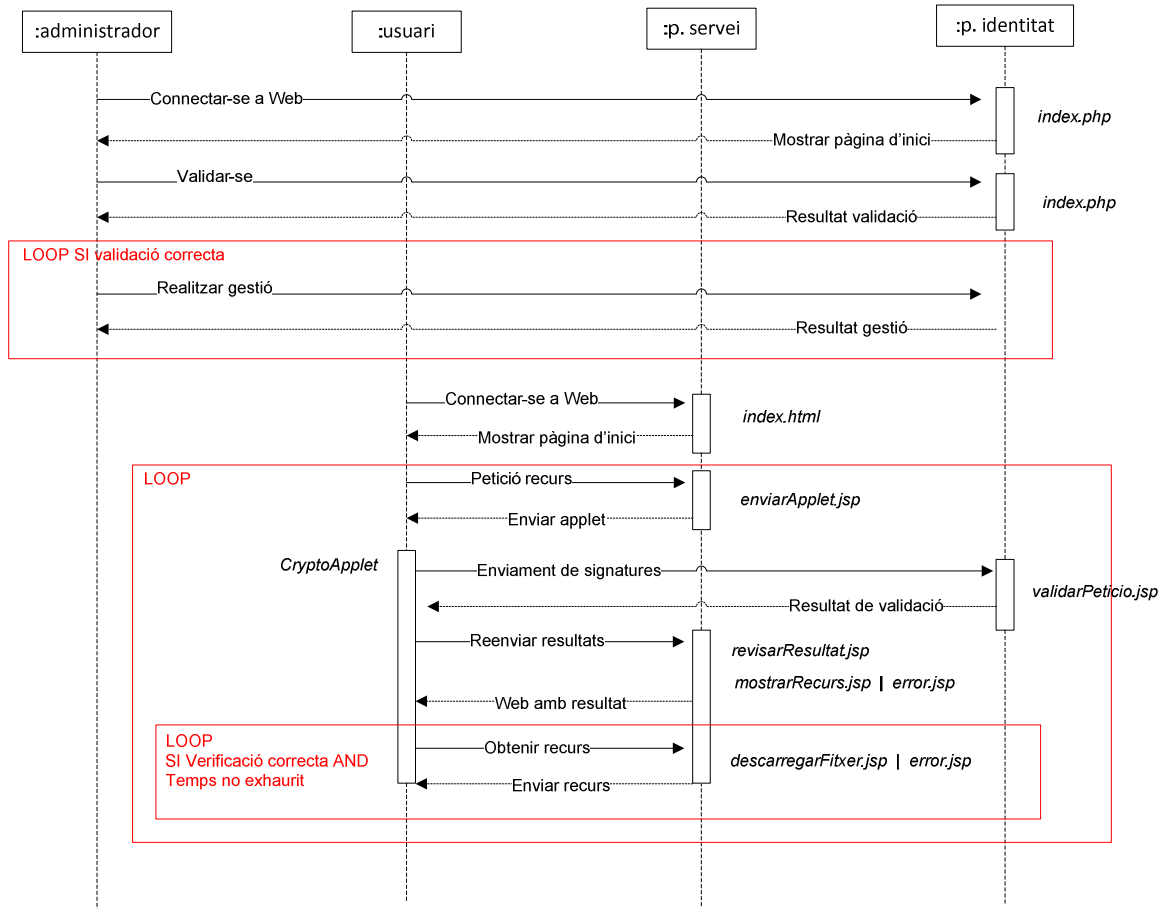 :administrador
:usuari
:p. servei
:p. identitat
Connectar-se a Web
index.php
Mostrar pàgina d'inici
Validar-se
index.php
Resultat validació
LOOP SI validació correcta
Realitzar gestió
Resultat gestió
Connectar-se a Web
index.html
Mostrar pàgina d'inici
LOOP
Petició recurs
enviarApplet.jsp
Enviar applet
CryptoApplet
Enviament de signatures
validarPeticio.jsp
Resultat de validació
Reenviar resultats
revisarResultat.jsp
mostrarRecurs.jsp | error.jsp
Web amb resultat
LOOP
SI Verificació correcta AND
Temps no exhaurit
Obtenir recurs
descarregarFitxer.jsp | error.jsp
Enviar recurs